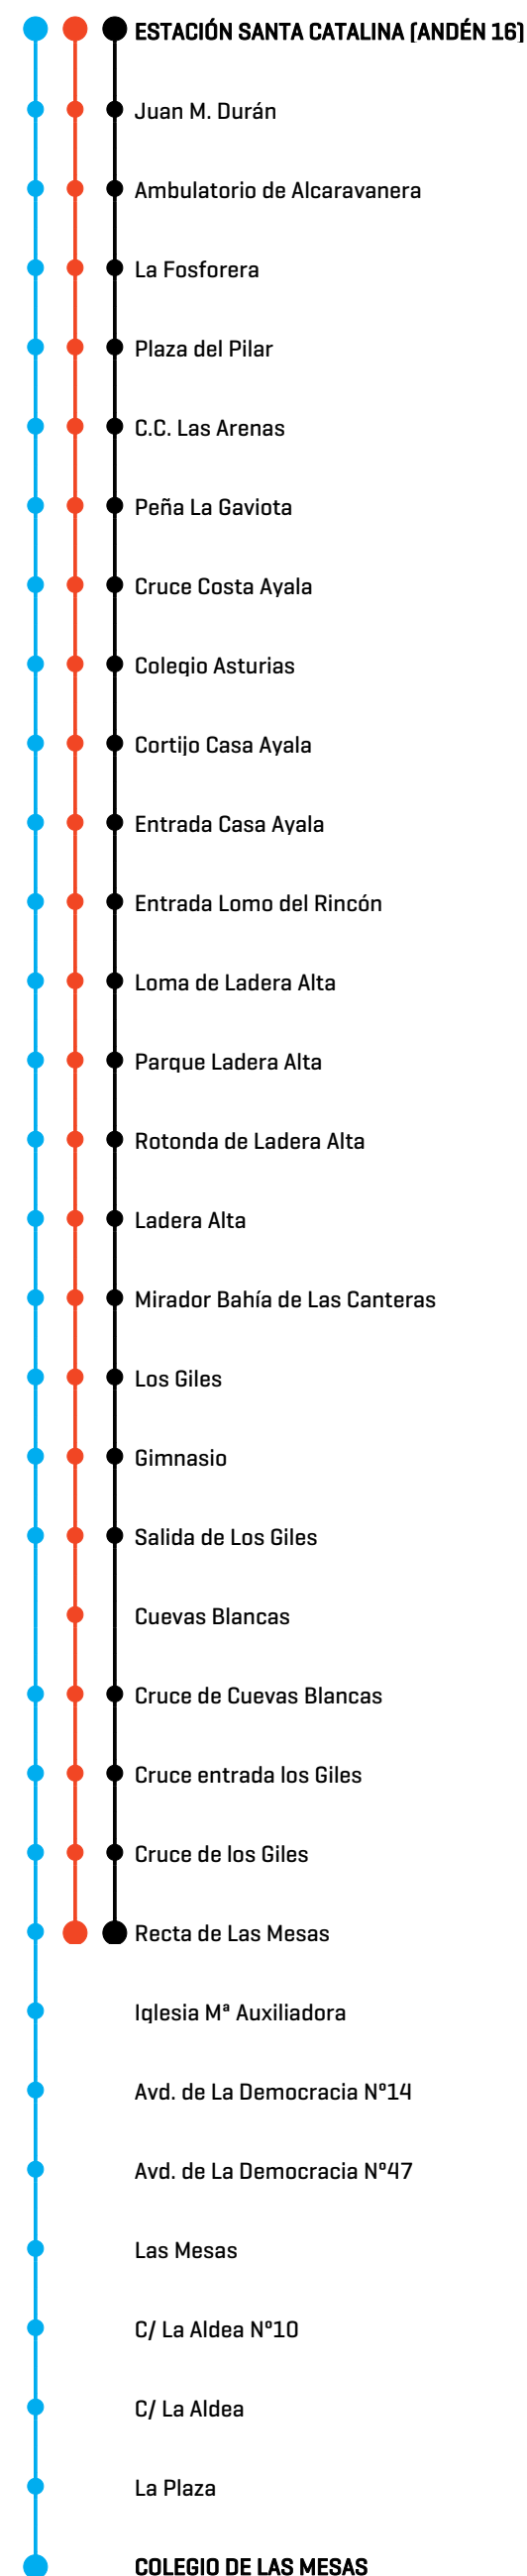 ESTACIÓN SANTA CATALINA (ANDÉN 16)
Juan M. Durán
Ambulatorio de Alcaravanera
La Fosforera
Plaza del Pilar
C.C. Las Arenas
Peña La Gaviota
Cruce Costa Ayala
Colegio Asturias
Cortijo Casa Ayala
Entrada Casa Ayala
Entrada Lomo del Rincón
Loma de Ladera Alta
Parque Ladera Alta
Rotonda de Ladera Alta
Ladera Alta
Mirador Bahía de Las Canteras
Los Giles
Gimnasio
Salida de Los Giles
Cuevas Blancas
Cruce de Cuevas Blancas
Cruce entrada los Giles
Cruce de los Giles
Recta de Las Mesas
Iglesia Mª Auxiliadora
Avd. de La Democracia Nº14
Avd. de La Democracia Nº47
Las Mesas
C/ La Aldea Nº10
C/ La Aldea
La Plaza
COLEGIO DE LAS MESAS